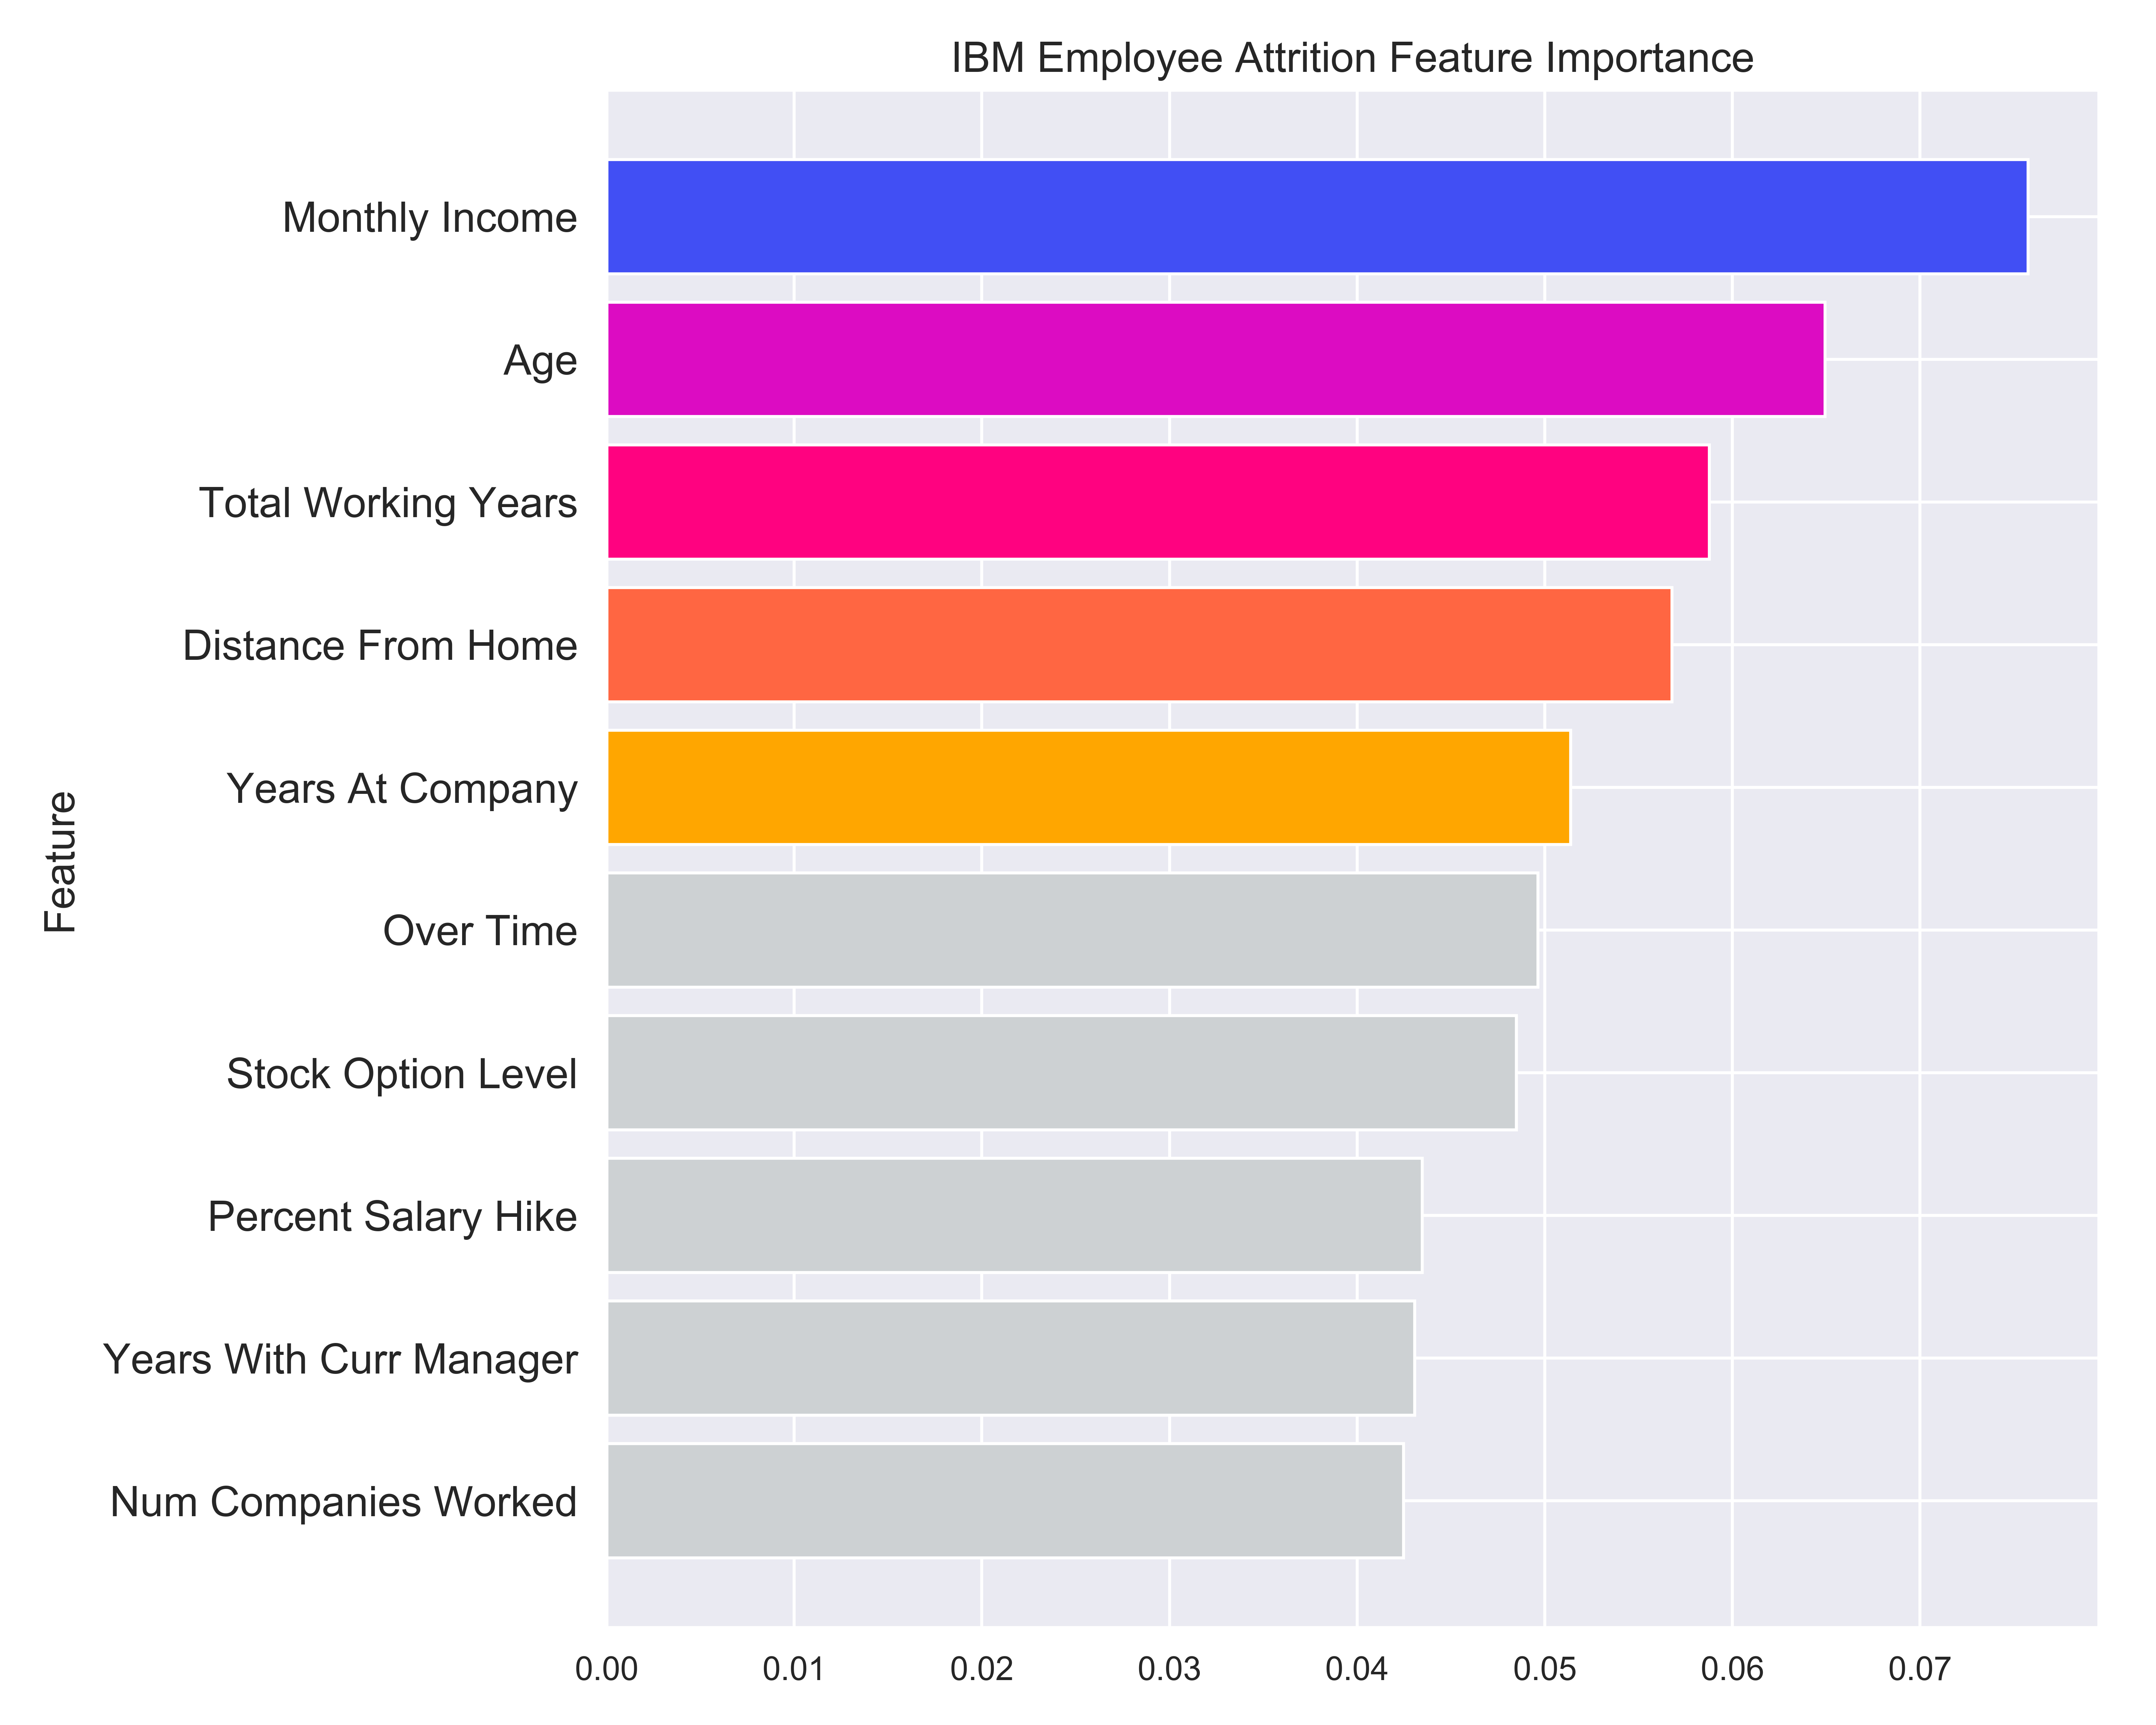 IBM Employee Attrition Feature Importance
Monthly Income
Age
Total Working Years
Distance From Home
Years At Company
Over Time
Stock Option Level
Percent Salary Hike
Years With Curr Manager
Num Companies Worked
Feature
0.00 0.01 0.02 0.03 0.04 0.05 0.06 0.07